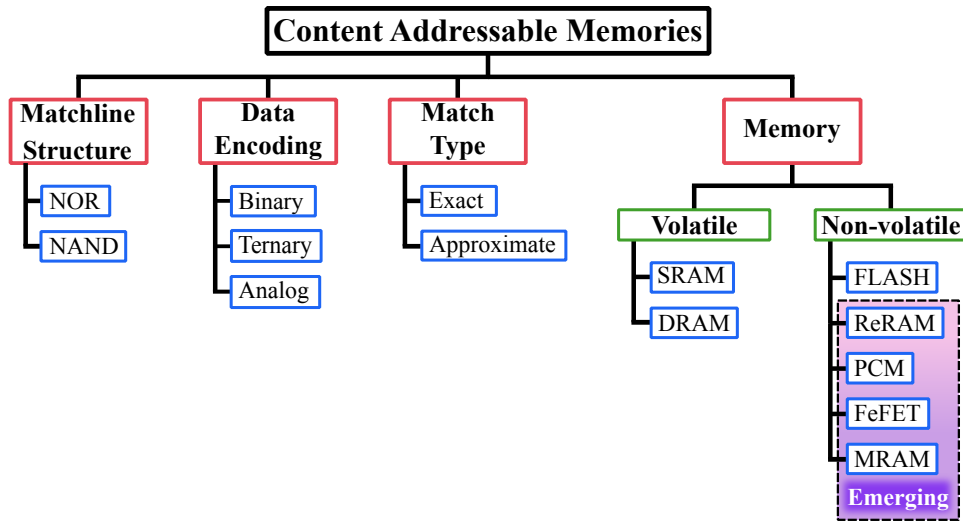 Content Addressable Memories
Matchline
Structure
NOR
NAND
Data
Encoding
Binary
Ternary
Analog
Match
Type
Exact
Approximate
Memory
Volatile
SRAM
DRAM
Non-volatile
FLASH
ReRAM
PCM
FeFET
MRAM
Emerging